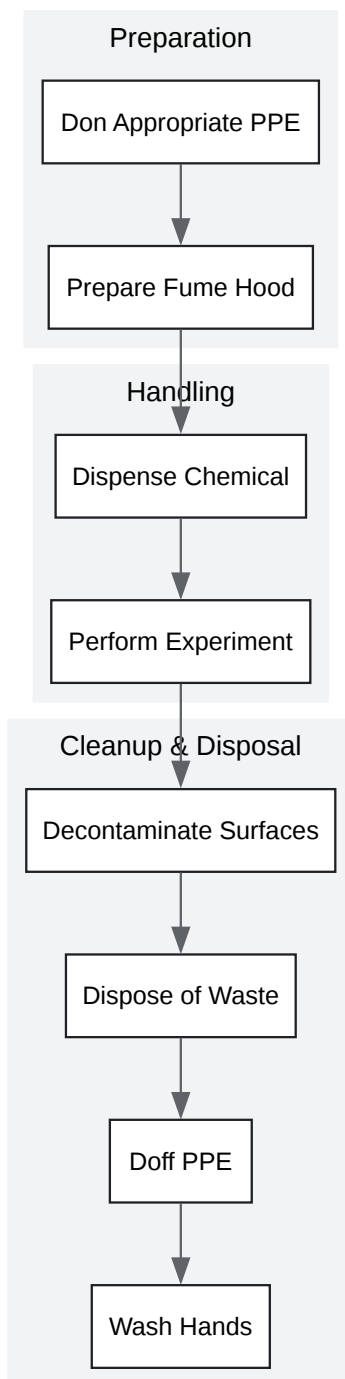 Preparation
Don Appropriate PPE
Prepare Fume Hood
Handling
Dispense Chemical
Perform Experiment
Cleanup & Disposal
Decontaminate Surfaces
Dispose of Waste
Doff PPE
Wash Hands